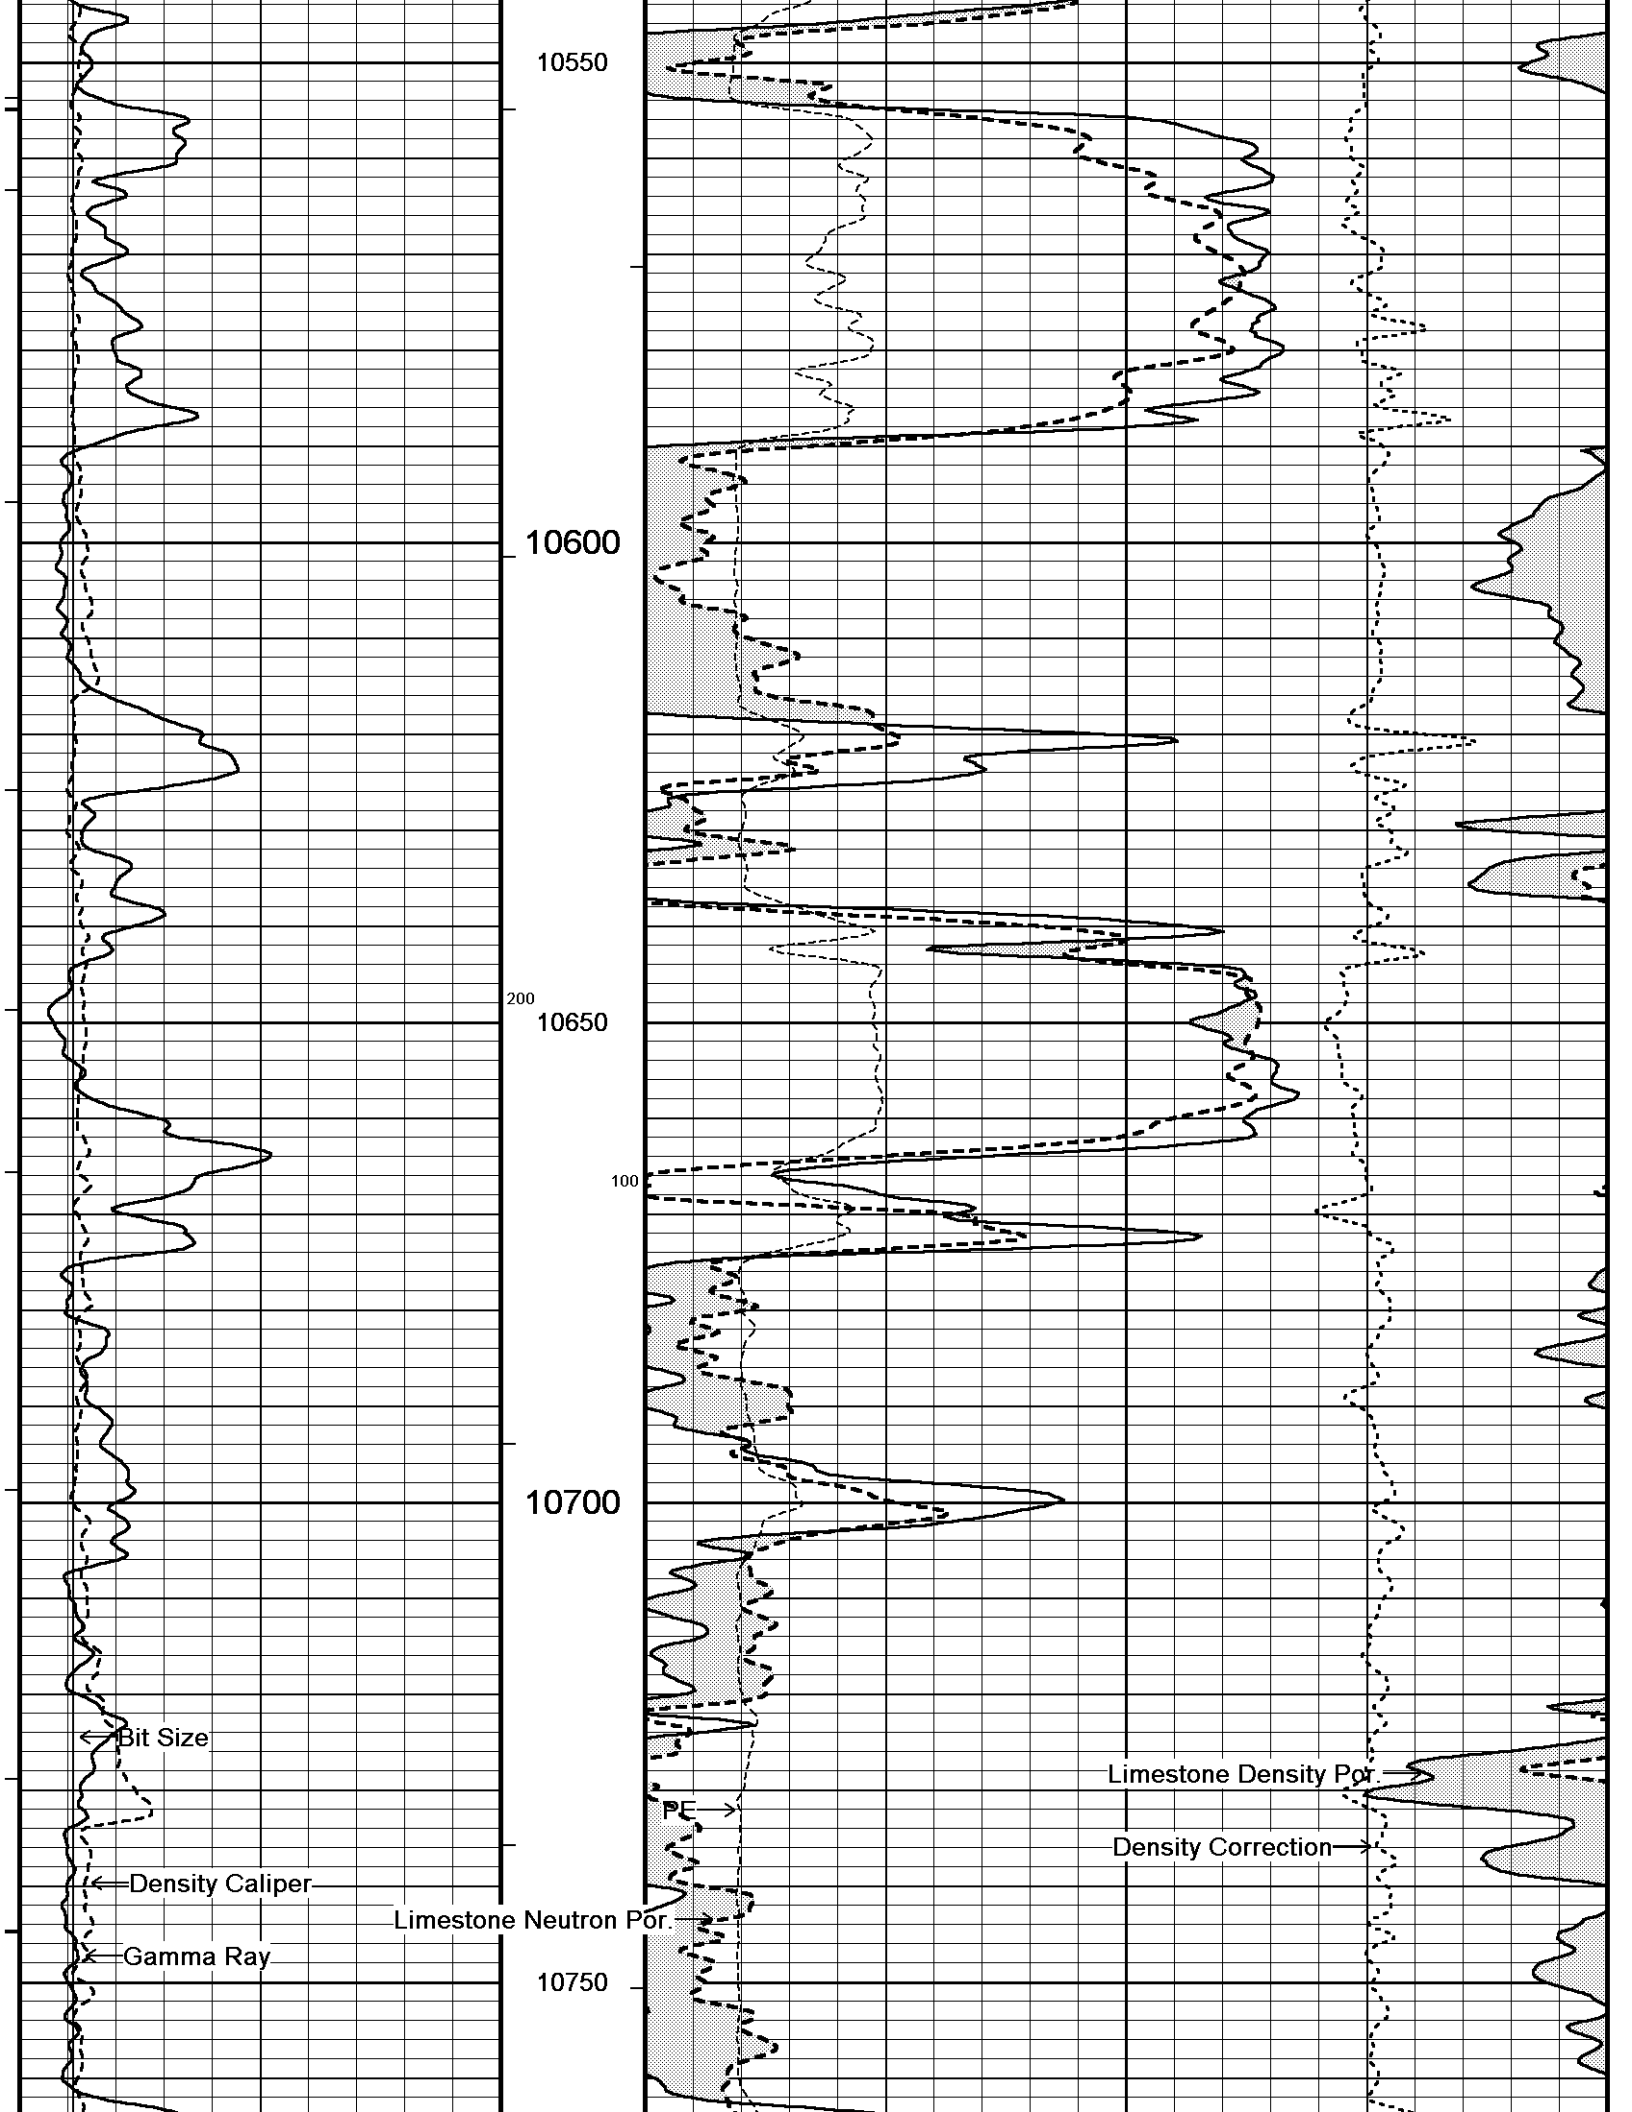 10550
10600
200
10650
100
10700
Bit Size
Limestone Density Por.
PE
Density Correction
Density Caliper
Limestone Neutron Por.
Gamma Ray
10750